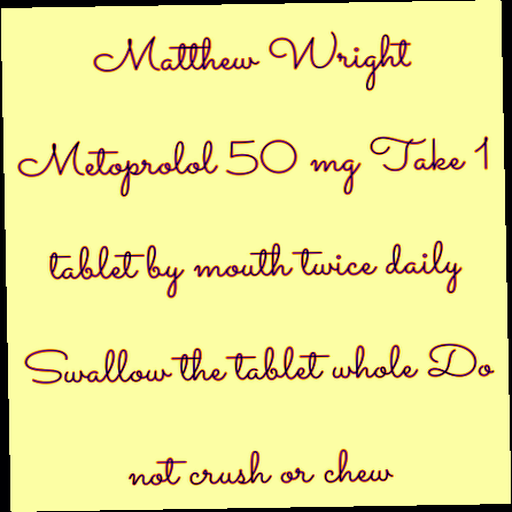 Matthew Wright
Metoprolol 50 mg Take 1
tablet by mouth twice daily
Swallow the tablet whole Do
not crush or chew